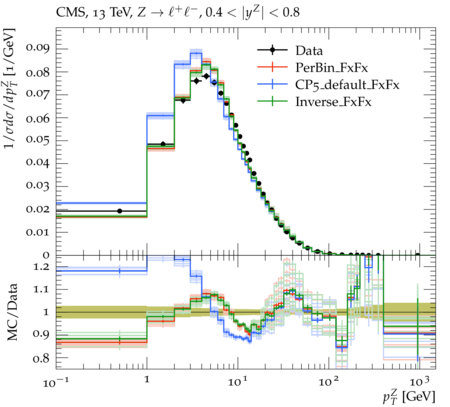 CMS, 13 TeV, Z → ℓ⁺ℓ⁻, 0.4 < |y^Z| < 0.8
1/σdσ/dp_T^Z [1/GeV]
0.09
0.08
0.07
0.06
0.05
0.04
0.03
0.02
0.01
0
Data
PerBin_FxFx
CP5_default_FxFx
Inverse_FxFx
MC/Data
1.2
1.1
1
0.9
0.8
10⁻¹ 1 10¹ 10² 10³
p_T^Z [GeV]